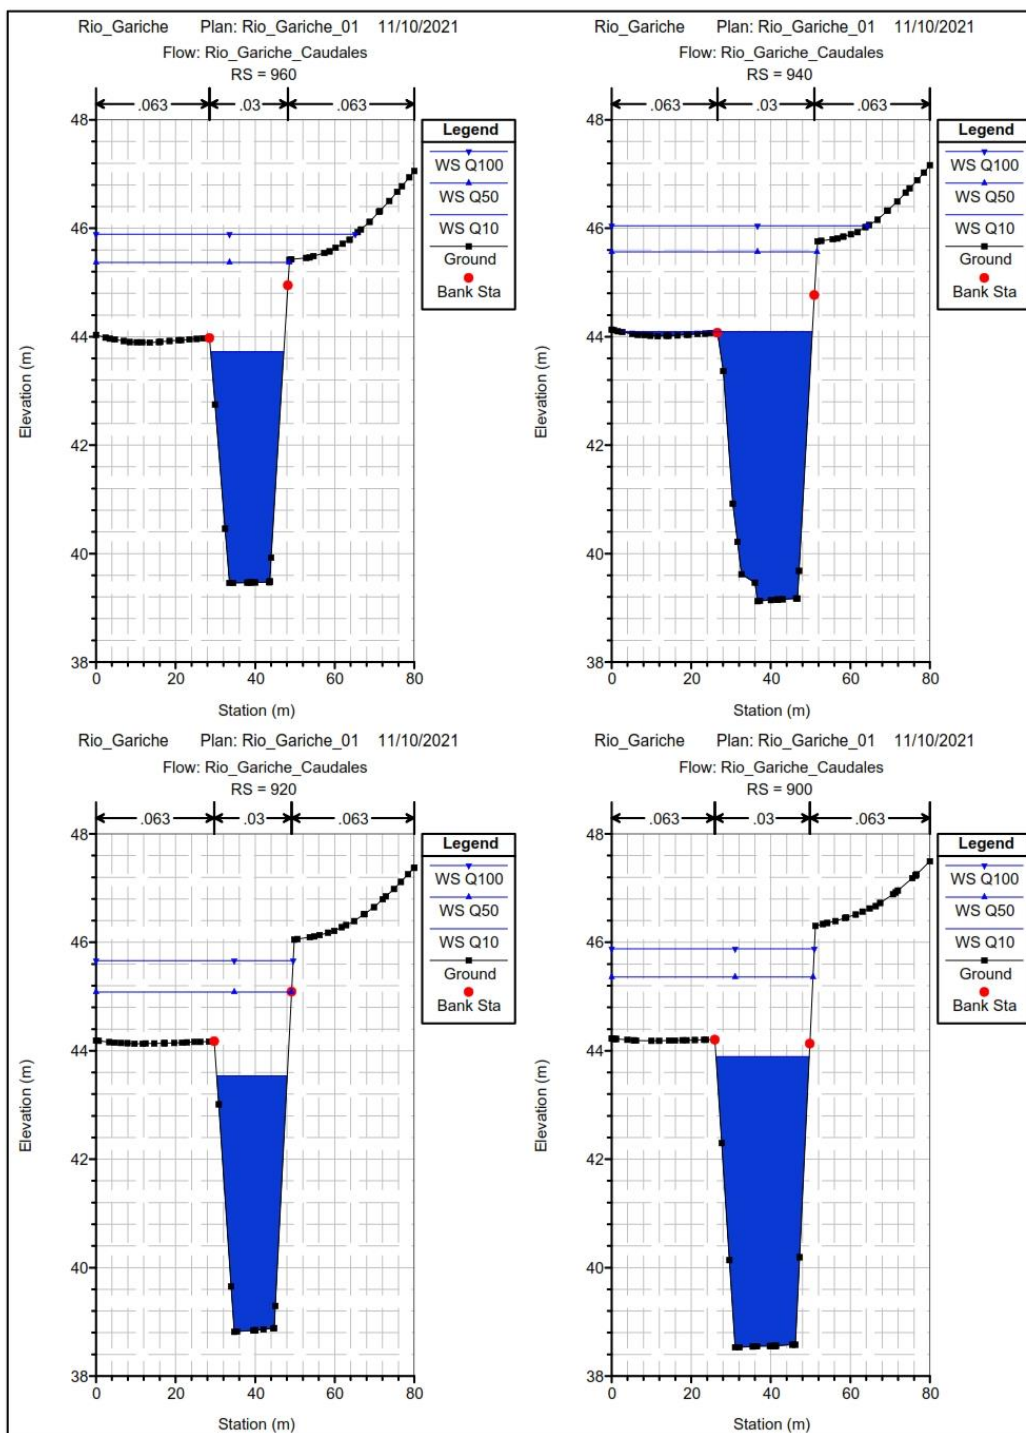 Rio_Gariche Plan: Rio_Gariche_01 11/10/2021
Flow: Rio_Gariche_Caudales
RS = 960
.063 .03 .063
Legend
WS Q100
WS Q50
WS Q10
Ground
Bank Sta
48
46
44
42
40
38
Elevation (m)
0 20 40 60 80
Station (m)
Rio_Gariche Plan: Rio_Gariche_01 11/10/2021
Flow: Rio_Gariche_Caudales
RS = 940
.063 .03 .063
Legend
WS Q100
WS Q50
WS Q10
Ground
Bank Sta
48
46
44
42
40
38
Elevation (m)
0 20 40 60 80
Station (m)
Rio_Gariche Plan: Rio_Gariche_01 11/10/2021
Flow: Rio_Gariche_Caudales
RS = 920
.063 .03 .063
Legend
WS Q100
WS Q50
WS Q10
Ground
Bank Sta
48
46
44
42
40
38
Elevation (m)
0 20 40 60 80
Station (m)
Rio_Gariche Plan: Rio_Gariche_01 11/10/2021
Flow: Rio_Gariche_Caudales
RS = 900
.063 .03 .063
Legend
WS Q100
WS Q50
WS Q10
Ground
Bank Sta
48
46
44
42
40
38
Elevation (m)
0 20 40 60 80
Station (m)